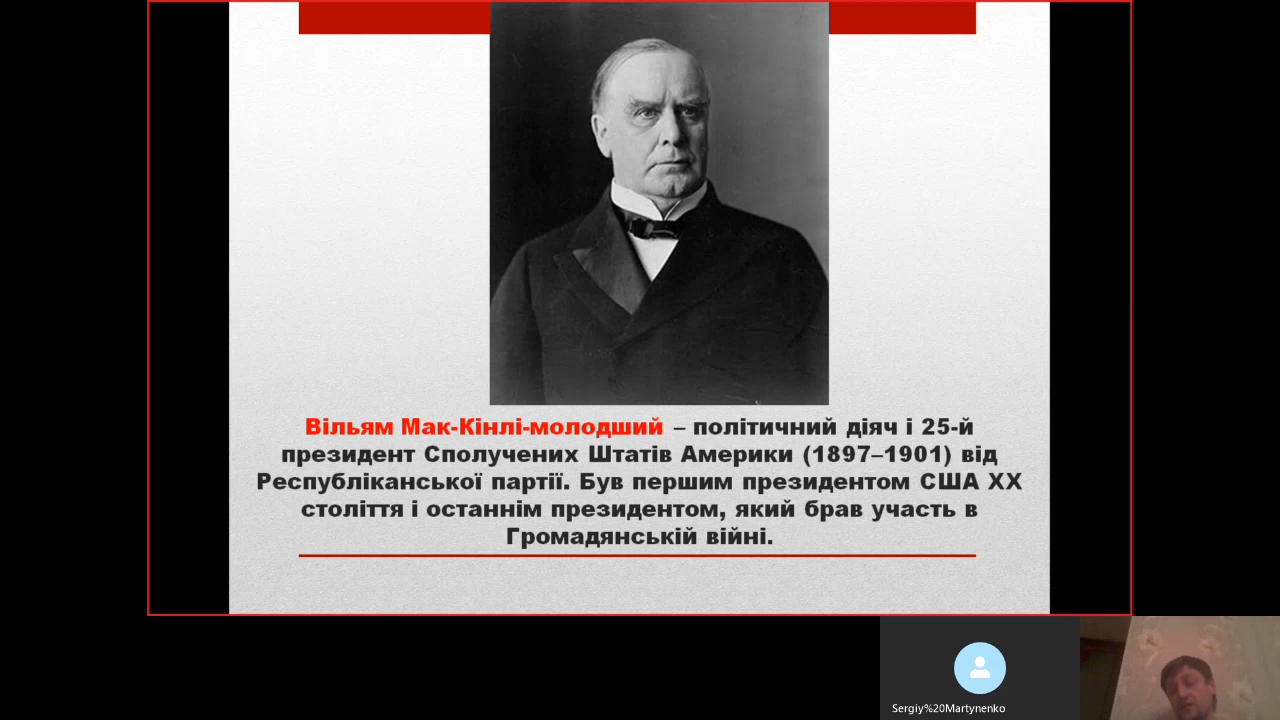 Вільям Мак-Кінлі-молодший – політичний діяч і 25-й
президент Сполучених Штатів Америки (1897–1901) від
Республіканської партії. Був першим президентом США ХХ
століття і останнім президентом, який брав участь в
Громадянській війні.
Sergiy%20Martynenko